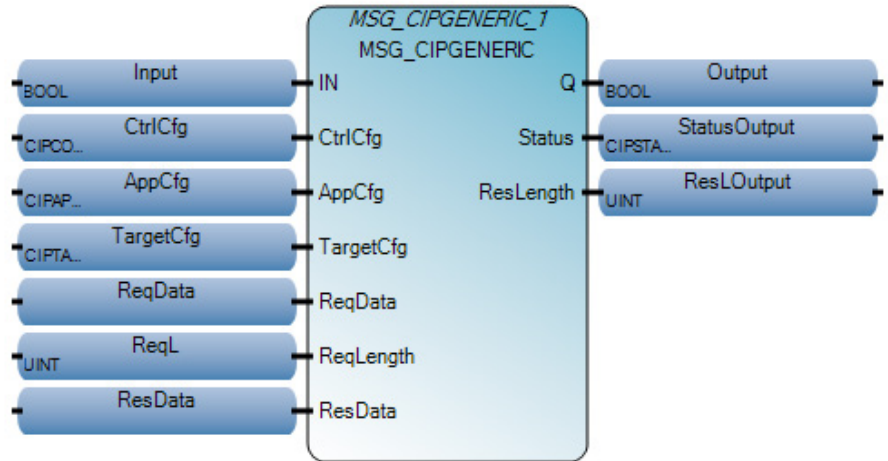 MSG_CIPGENERIC_1
MSG_CIPGENERIC
Input
BOOL
IN
Q
Output
BOOL
CtrlCfg
CIPCO...
CtrlCfg
Status
StatusOutput
CIPSTA...
AppCfg
CIPAP...
AppCfg
ResLength
ResLOutput
UINT
TargetCfg
CIPTA...
TargetCfg
ReqData
ReqData
ReqL
UINT
ReqLength
ResData
ResData